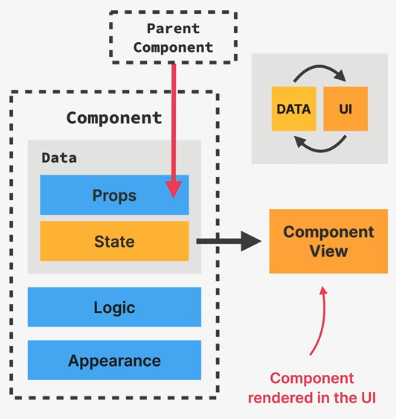 Parent
Component
Component
Data
Props
State
Logic
Appearance
DATA
UI
Component
View
Component
rendered in the UI